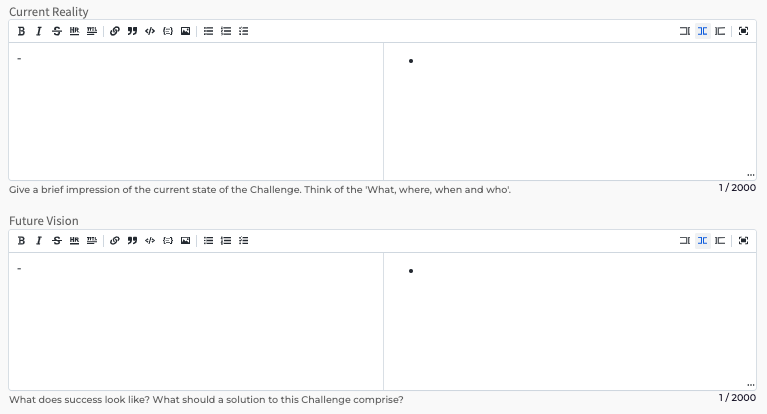 Current Reality
B I S HR
-
•
...
Give a brief impression of the current state of the Challenge. Think of the 'What, where, when and who'.
1 / 2000
Future Vision
B I S HR
-
•
...
What does success look like? What should a solution to this Challenge comprise?
1 / 2000